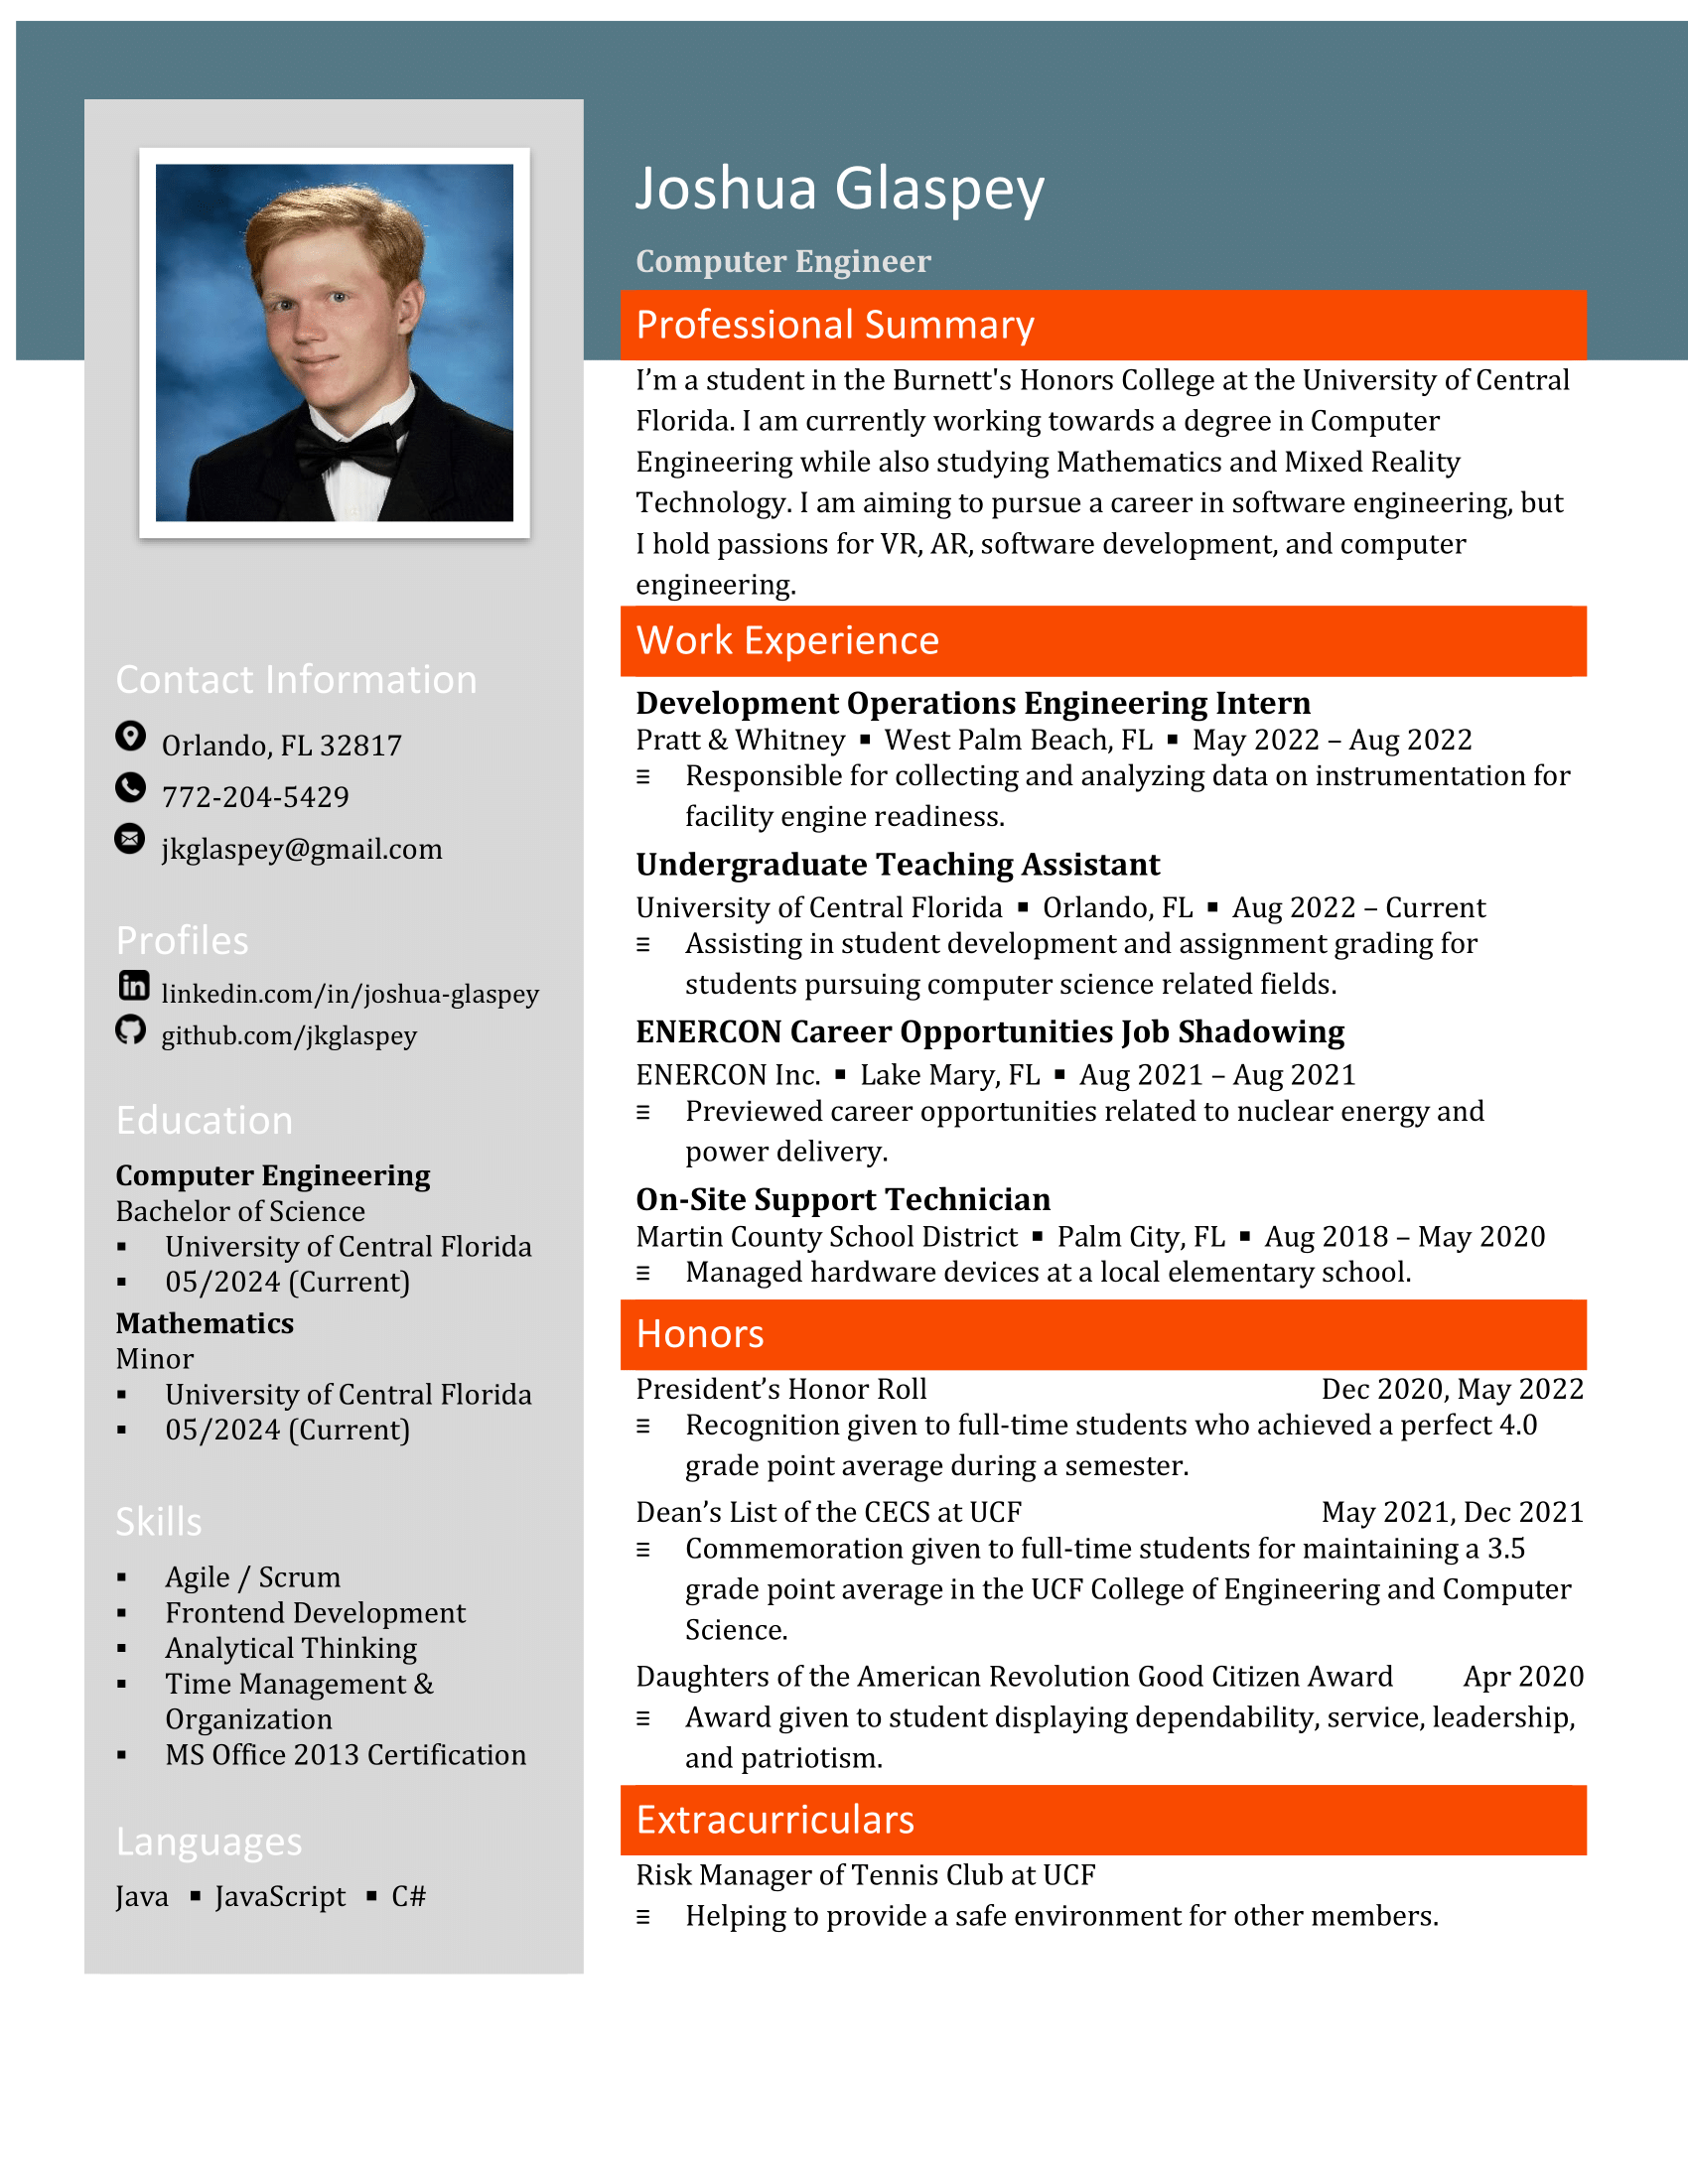 Joshua Glaspey
Computer Engineer
Contact Information
Orlando, FL 32817
772-204-5429
jkglaspey@gmail.com
Profiles
linkedin.com/in/joshua-glaspey
github.com/jkglaspey
Education
Computer Engineering
Bachelor of Science
▪ University of Central Florida
▪ 05/2024 (Current)
Mathematics
Minor
▪ University of Central Florida
▪ 05/2024 (Current)
Skills
▪ Agile / Scrum
▪ Frontend Development
▪ Analytical Thinking
▪ Time Management &
Organization
▪ MS Office 2013 Certification
Languages
Java ▪ JavaScript ▪ C#
Professional Summary
I’m a student in the Burnett's Honors College at the University of Central
Florida. I am currently working towards a degree in Computer
Engineering while also studying Mathematics and Mixed Reality
Technology. I am aiming to pursue a career in software engineering, but
I hold passions for VR, AR, software development, and computer
engineering.
Work Experience
Development Operations Engineering Intern
Pratt & Whitney ▪ West Palm Beach, FL ▪ May 2022 – Aug 2022
≡ Responsible for collecting and analyzing data on instrumentation for
facility engine readiness.
Undergraduate Teaching Assistant
University of Central Florida ▪ Orlando, FL ▪ Aug 2022 – Current
≡ Assisting in student development and assignment grading for
students pursuing computer science related fields.
ENERCON Career Opportunities Job Shadowing
ENERCON Inc. ▪ Lake Mary, FL ▪ Aug 2021 – Aug 2021
≡ Previewed career opportunities related to nuclear energy and
power delivery.
On-Site Support Technician
Martin County School District ▪ Palm City, FL ▪ Aug 2018 – May 2020
≡ Managed hardware devices at a local elementary school.
Honors
President’s Honor Roll Dec 2020, May 2022
≡ Recognition given to full-time students who achieved a perfect 4.0
grade point average during a semester.
Dean’s List of the CECS at UCF May 2021, Dec 2021
≡ Commemoration given to full-time students for maintaining a 3.5
grade point average in the UCF College of Engineering and Computer
Science.
Daughters of the American Revolution Good Citizen Award Apr 2020
≡ Award given to student displaying dependability, service, leadership,
and patriotism.
Extracurriculars
Risk Manager of Tennis Club at UCF
≡ Helping to provide a safe environment for other members.